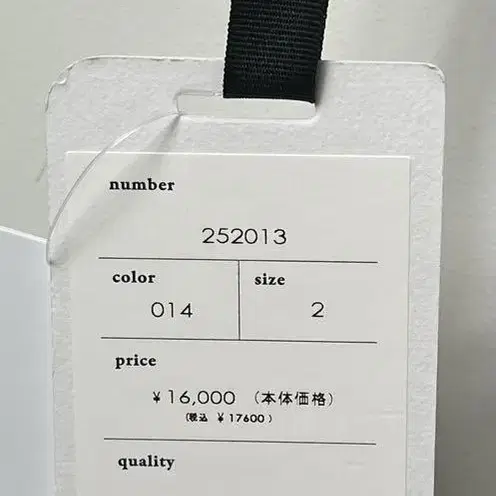 number
252013
color size
014 2
price
¥16,000 (本体価格)
(税込 ¥17600)
quality